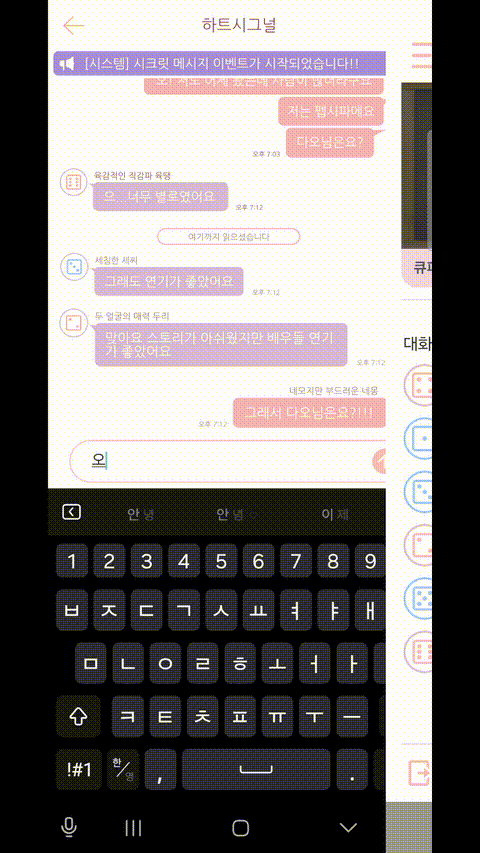 하트시그널
[시스템] 시크릿 메시지 이벤트가 시작되었습니다!!
저는 펩시파예요
다오님은요?
오후 7:03
육감적인 직감파 육땡
으...너무 별로였어요
오후 7:12
여기까지 읽으셨습니다
세침한 세찌
그래도 연기가 좋았어요
오후 7:12
두 얼굴의 매력 두리
맞아요 스토리가 아쉬웠지만 배우들 연기
가 좋았어요
오후 7:12
네모지만 부드러운 네몽
그래서 다오님은요?!!!
오후 7:12
오
큐피
대화
안녕 안녕 이제
1 2 3 4 5 6 7 8 9
ㅂ ㅈ ㄷ ㄱ ㅅ ㅛ ㅕ ㅑ ㅐ
ㅁ ㄴ ㅇ ㄹ ㅎ ㅗ ㅓ ㅏ
ㅋ ㅌ ㅊ ㅍ ㅠ ㅜ ㅡ
!#1 한/영 , .